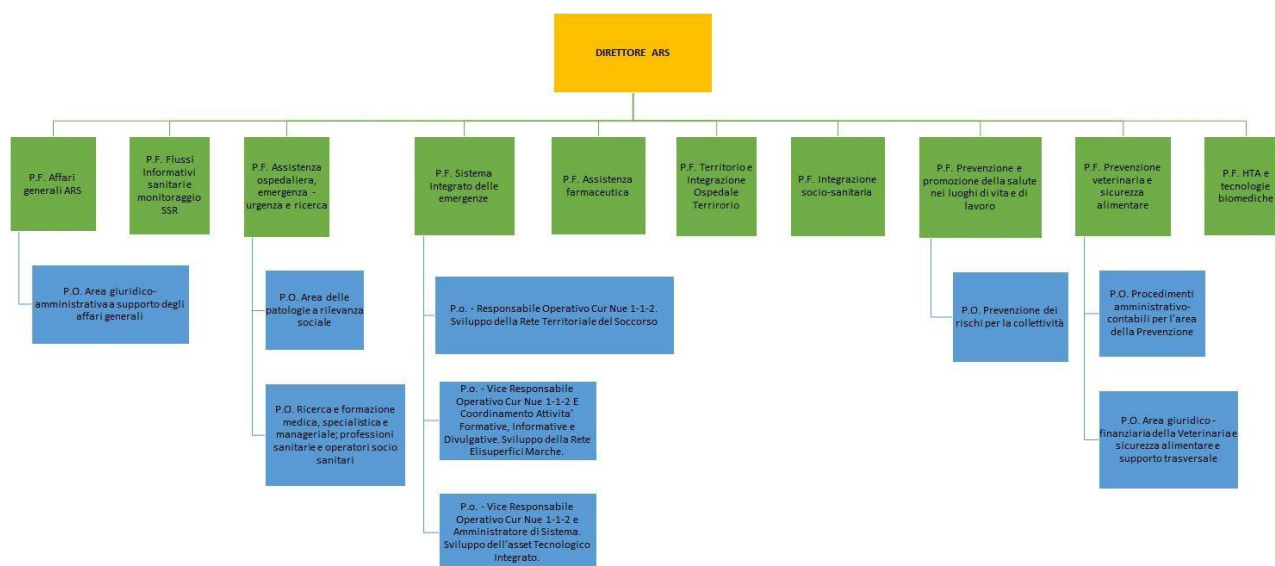 DIRETTORE ARS
P.F. Affari
generali ARS
P.F. Flussi
Informativi
sanitari e
monitoraggio
SSR
P.F. Assistenza
ospedaliera,
emergenza -
urgenza e ricerca
P.F. Sistema
Integrato delle
emergenze
P.F. Assistenza
farmaceutica
P.F. Territorio e
Integrazione
Ospedale
Terrirorio
P.F. Integrazione
socio-sanitaria
P.F. Prevenzione e
promozione della salute
nei luoghi di vita e di
lavoro
P.F. Prevenzione
veterinaria e
sicurezza
alimentare
P.F. HTA e
tecnologie
biomediche
P.O. Area giuridico-
amministrativa a supporto degli
affari generali
P.O. Area delle
patologie a rilevanza
sociale
P.O. Ricerca e formazione
medica, specialistica e
manageriale; professioni
sanitarie e operatori socio
sanitari
P.o. - Responsabile Operativo Cur Nue 1-1-2.
Sviluppo della Rete Territoriale del Soccorso
P.o. - Vice Responsabile
Operativo Cur Nue 1-1-2 E
Coordinamento Attivita'
Formative, Informative e
Divulgative. Sviluppo della Rete
Elisuperfici Marche.
P.o. - Vice Responsabile
Operativo Cur Nue 1-1-2 e
Amministratore di Sistema.
Sviluppo dell'asset Tecnologico
Integrato.
P.O. Prevenzione dei
rischi per la collettività
P.O. Procedimenti
amministrativo-
contabili per l'area
della Prevenzione
P.O. Area giuridico -
finanziaria della Veterinaria e
sicurezza alimentare e
supporto trasversale